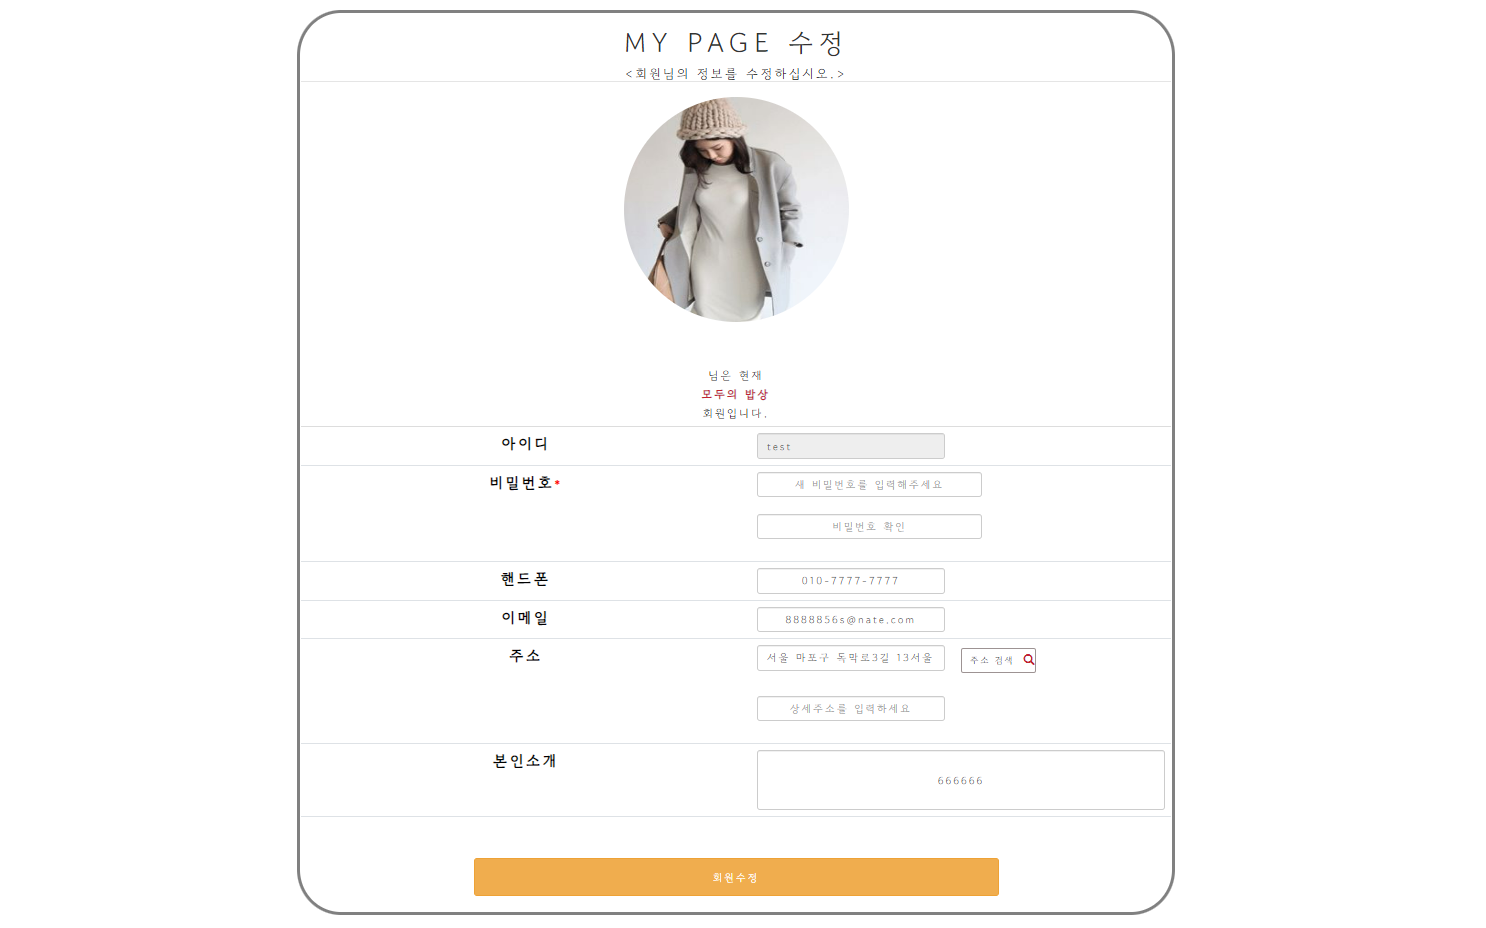 MY PAGE 수정
<회원님의 정보를 수정하십시오.>
님은 현재
모두의 밥상
회원입니다.
아이디
test
비밀번호*
새 비밀번호를 입력해주세요
비밀번호 확인
핸드폰
010-7777-7777
이메일
8888856s@nate.com
주소
서울 마포구 독막로3길 13서울
주소 검색
상세주소를 입력하세요
본인소개
666666
회원수정